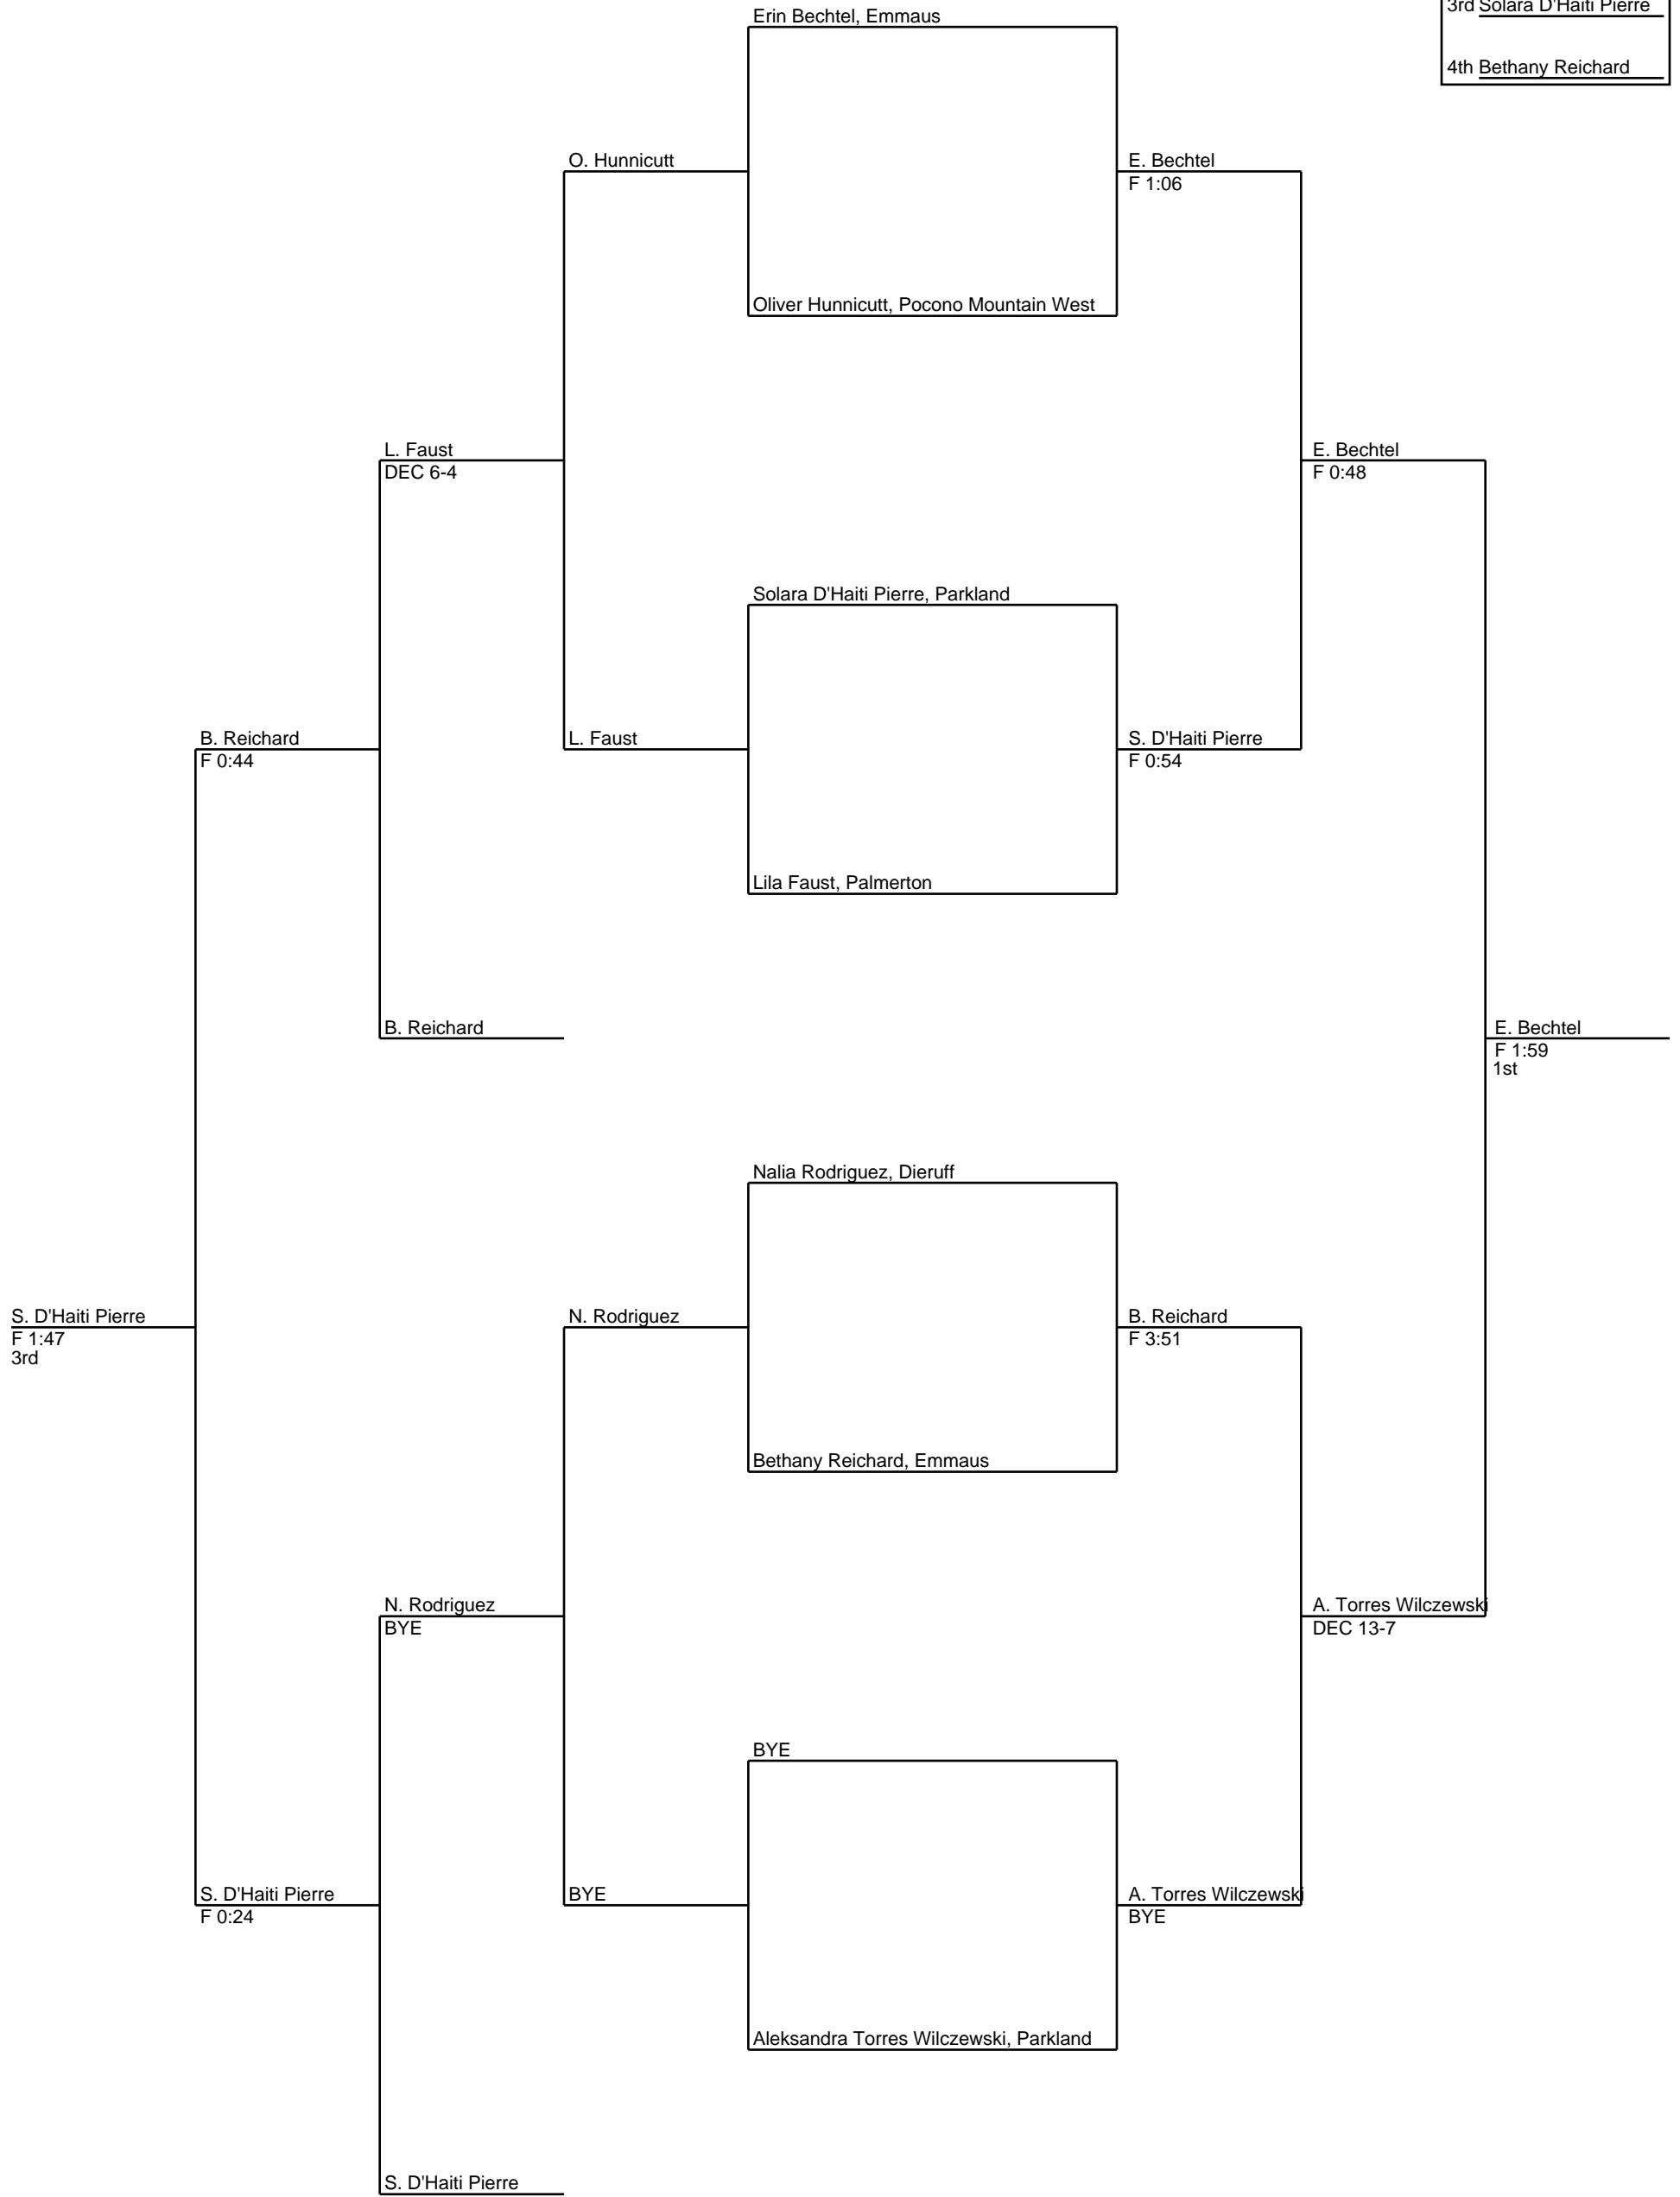 3rd Solara D'Haiti Pierre
Erin Bechtel, Emmaus
4th Bethany Reichard
O. Hunnicutt
E. Bechtel
F 1:06
Oliver Hunnicutt, Pocono Mountain West
L. Faust
DEC 6-4
E. Bechtel
F 0:48
Solara D'Haiti Pierre, Parkland
B. Reichard
F 0:44
L. Faust
S. D'Haiti Pierre
F 0:54
Lila Faust, Palmerton
B. Reichard
E. Bechtel
F 1:59
1st
Nalia Rodriguez, Dieruff
S. D'Haiti Pierre
F 1:47
3rd
N. Rodriguez
B. Reichard
F 3:51
Bethany Reichard, Emmaus
N. Rodriguez
BYE
A. Torres Wilczewski
DEC 13-7
BYE
S. D'Haiti Pierre
F 0:24
BYE
A. Torres Wilczewski
BYE
Aleksandra Torres Wilczewski, Parkland
S. D'Haiti Pierre